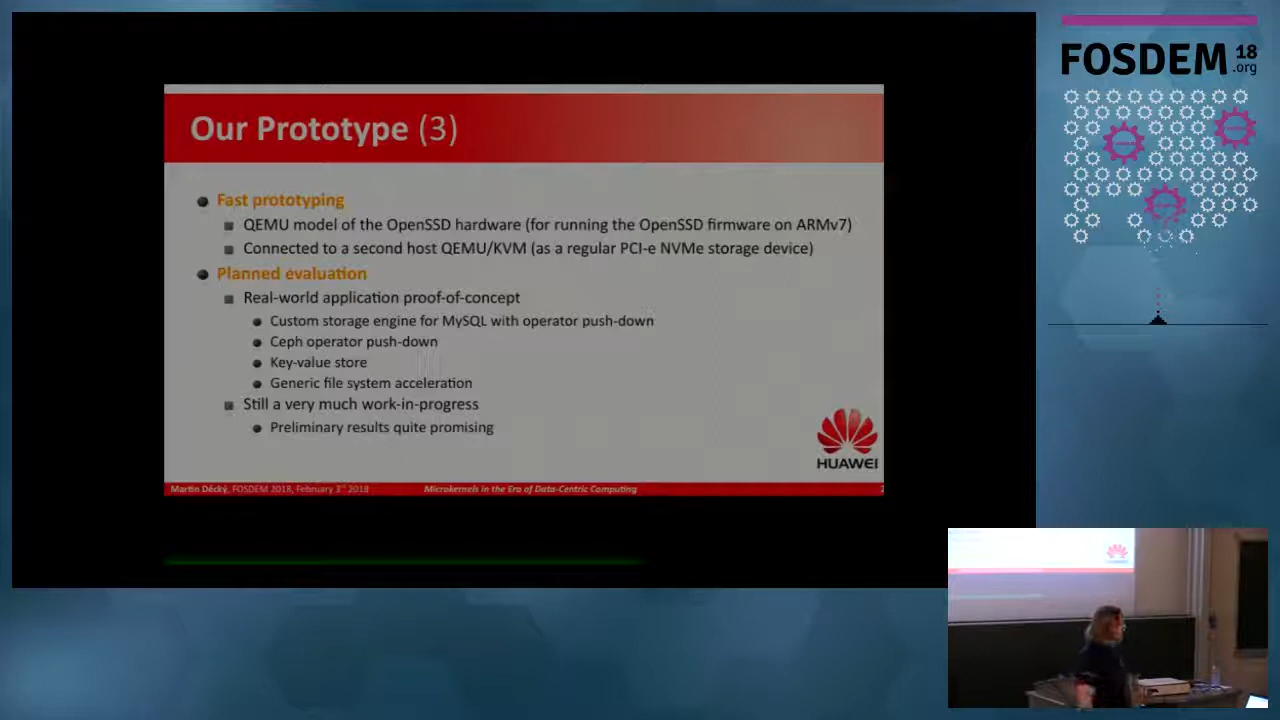 FOSDEM 18
.org
Our Prototype (3)
Fast prototyping
QEMU model of the OpenSSD hardware (for running the OpenSSD firmware on ARMv7)
Connected to a second host QEMU/KVM (as a regular PCI-e NVMe storage device)
Planned evaluation
Real-world application proof-of-concept
Custom storage engine for MySQL with operator push-down
Ceph operator push-down
Key-value store
Generic file system acceleration
Still a very much work-in-progress
Preliminary results quite promising
HUAWEI
Martin Děcký, FOSDEM 2018, February 3rd 2018
Microkernels in the Era of Data-Centric Computing